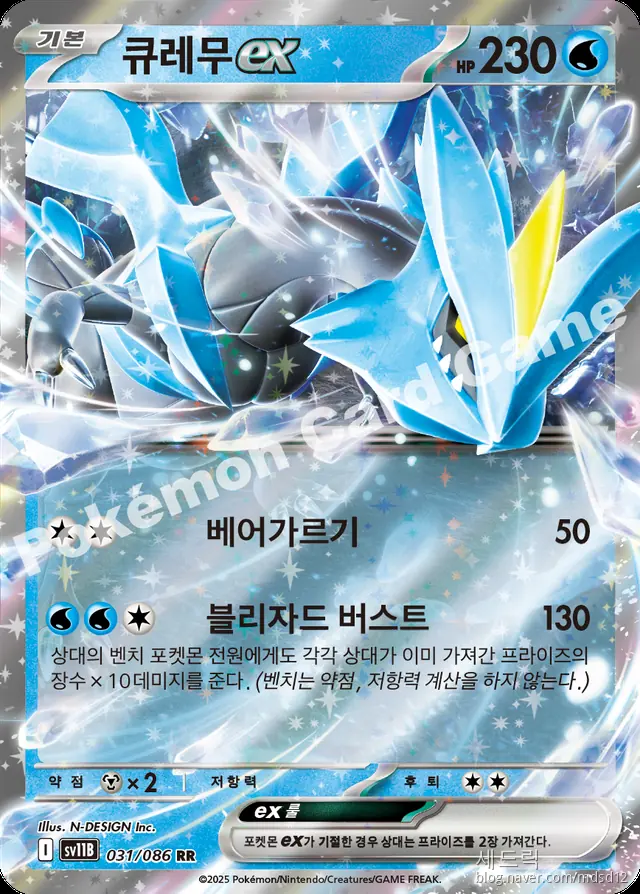 기본 큐레무 ex HP 230
Pokémon Card Game
베어가르기 50
블리자드 버스트 130
상대의 벤치 포켓몬 전원에게도 각각 상대가 이미 가져간 프라이즈의
장수 × 10데미지를 준다. (벤치는 약점, 저항력 계산을 하지 않는다.)
약점 ×2 저항력 후퇴
ex룰
포켓몬 ex가 기절한 경우 상대는 프라이즈를 2장 가져간다.
Illus. N-DESIGN Inc.
I sv11B 031/086 RR
©2025 Pokémon/Nintendo/Creatures/GAME FREAK.
세드릭
blog.naver.com/mdsd12